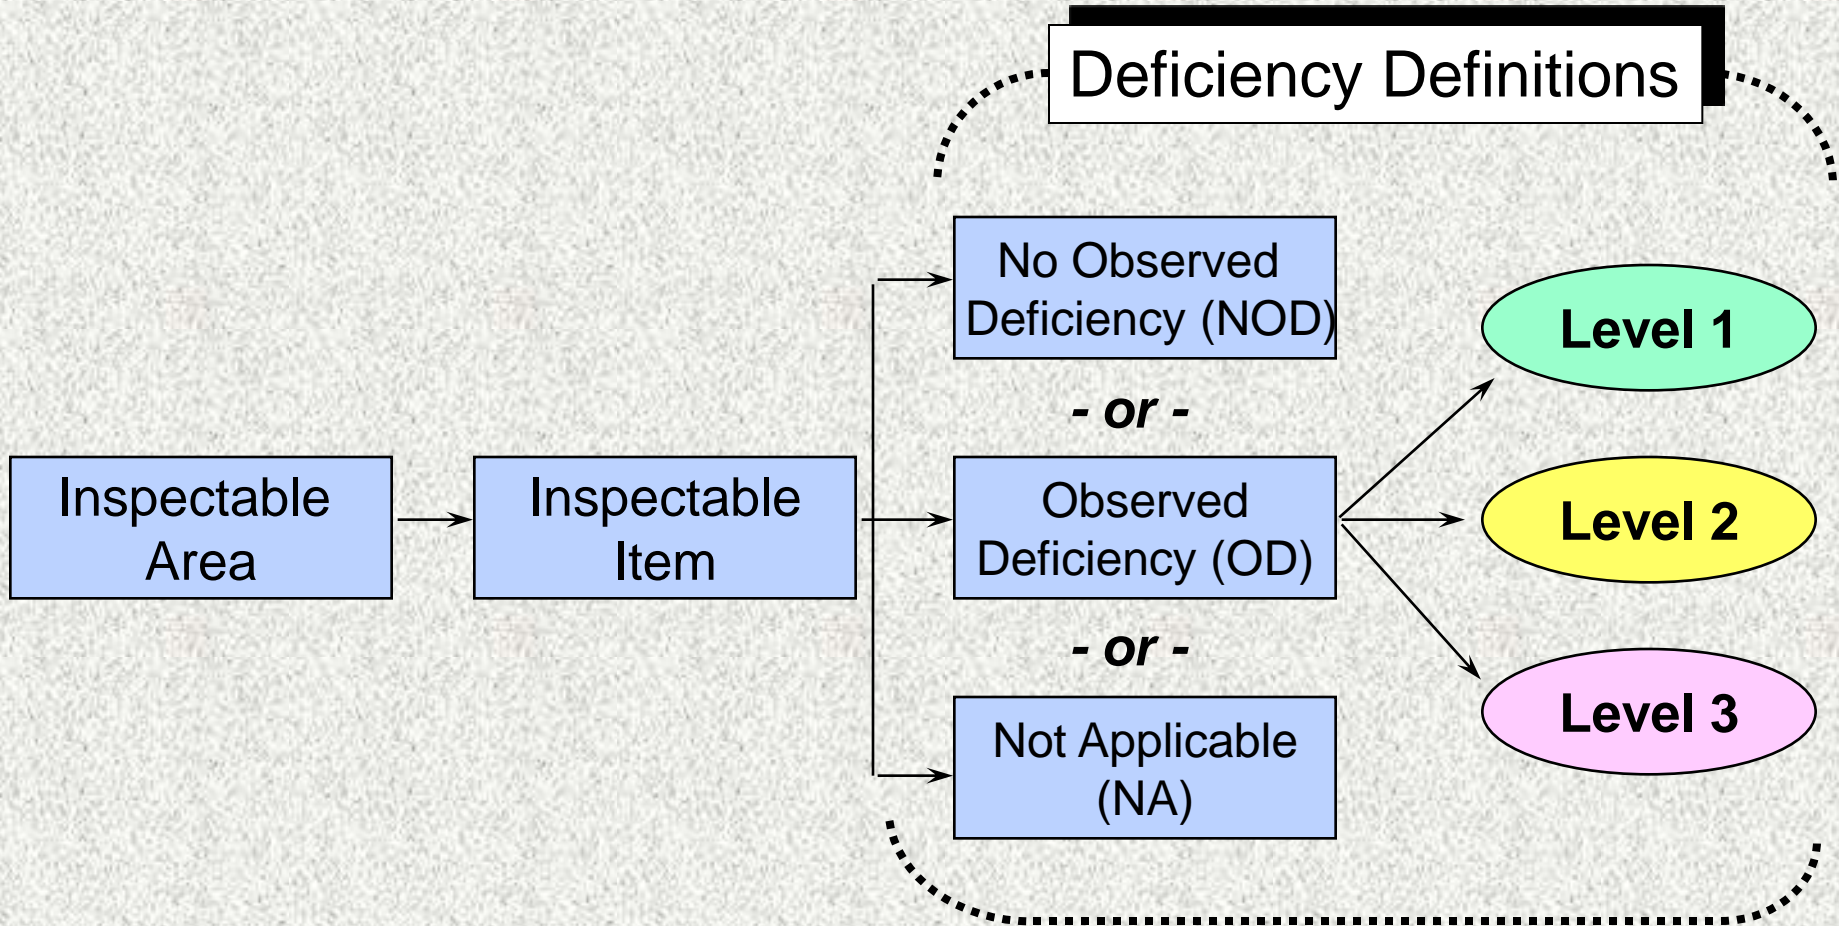 Deficiency Definitions
Inspectable
Area
Inspectable
Item
No Observed
Deficiency (NOD)
- or -
Observed
Deficiency (OD)
- or -
Not Applicable
(NA)
Level 1
Level 2
Level 3